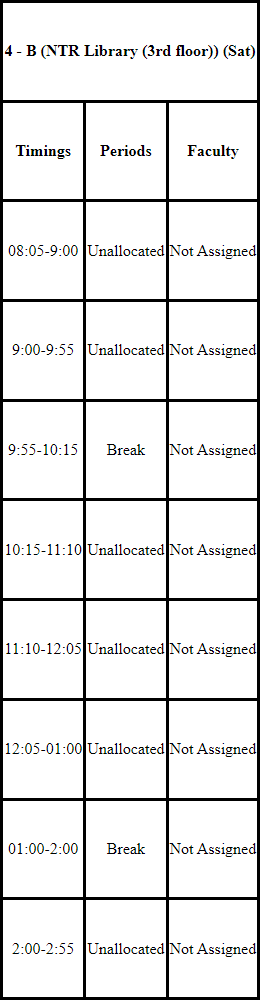 4 - B (NTR Library (3rd floor)) (Sat)
Timings Periods Faculty
08:05-9:00 Unallocated Not Assigned
9:00-9:55 Unallocated Not Assigned
9:55-10:15 Break Not Assigned
10:15-11:10 Unallocated Not Assigned
11:10-12:05 Unallocated Not Assigned
12:05-01:00 Unallocated Not Assigned
01:00-2:00 Break Not Assigned
2:00-2:55 Unallocated Not Assigned